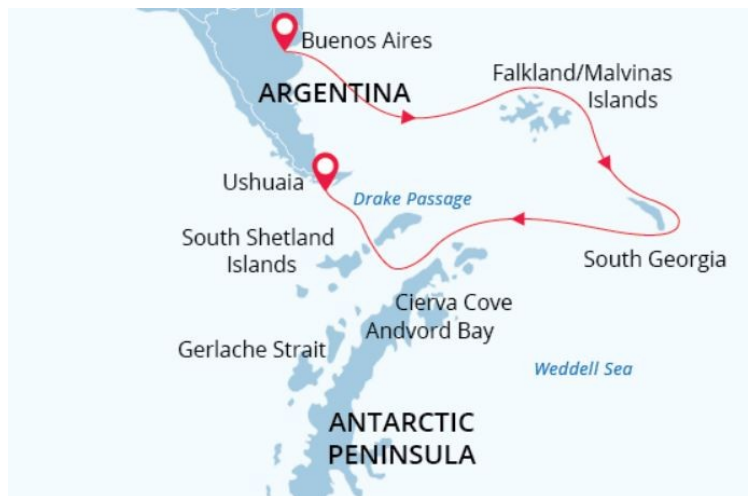 Buenos Aires
ARGENTINA
Falkland/Malvinas
Islands
Ushuaia
Drake Passage
South Shetland
Islands
South Georgia
Cierva Cove
Andvord Bay
Gerlache Strait
Weddell Sea
ANTARCTIC
PENINSULA